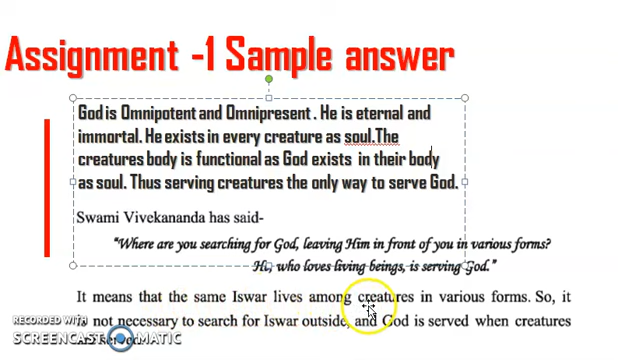 Assignment -1 Sample answer
God is Omnipotent and Omnipresent . He is eternal and
immortal. He exists in every creature as soul.The
creatures body is functional as God exists in their body
as soul. Thus serving creatures the only way to serve God.
Swami Vivekananda has said-
“Where are you searching for God, leaving Him in front of you in various forms?
Hi, who loves living beings, is serving God.”
It means that the same Iswar lives among creatures in various forms. So, it
is not necessary to search for Iswar outside, and God is served when creatures
RECORDED WITH
SCREENCAST MATIC